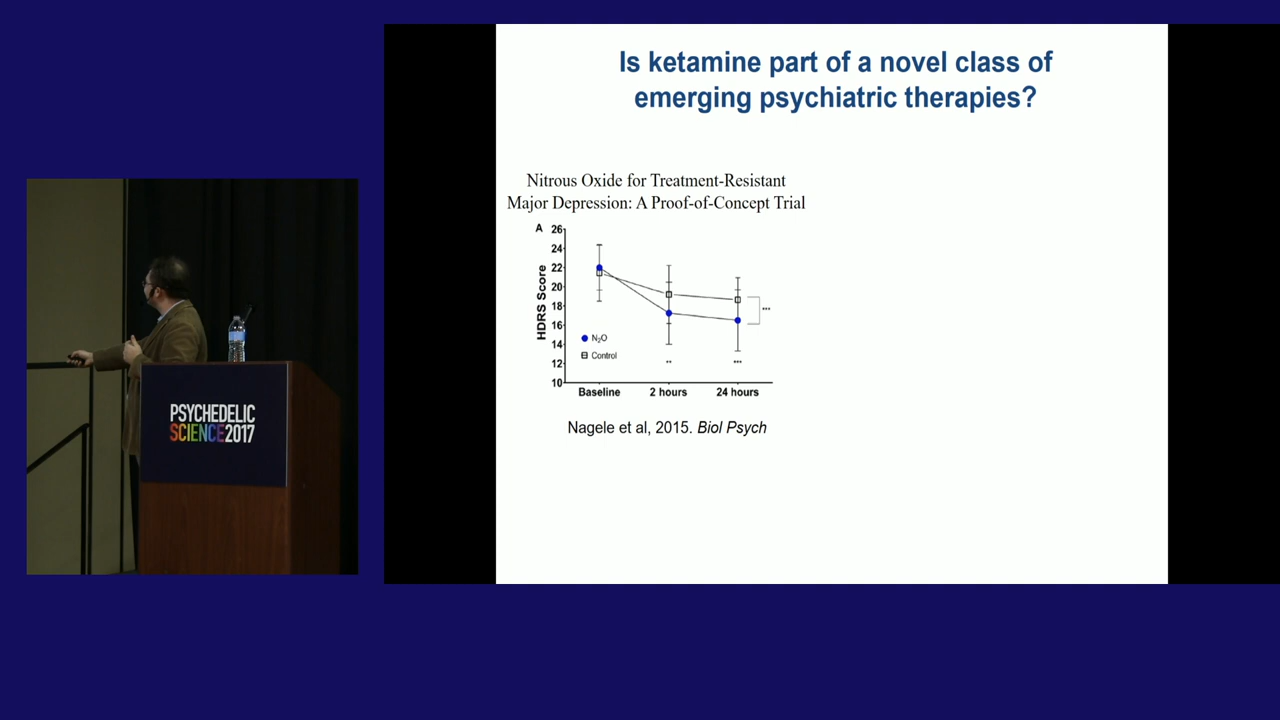 Is ketamine part of a novel class of
emerging psychiatric therapies?
Nitrous Oxide for Treatment-Resistant
Major Depression: A Proof-of-Concept Trial
A
26
24
22
20
18
16
14
12
10
HDRS Score
N₂O
Control
**
***
***
Baseline 2 hours 24 hours
Nagele et al, 2015. Biol Psych
PSYCHEDELIC
SCIENCE2017